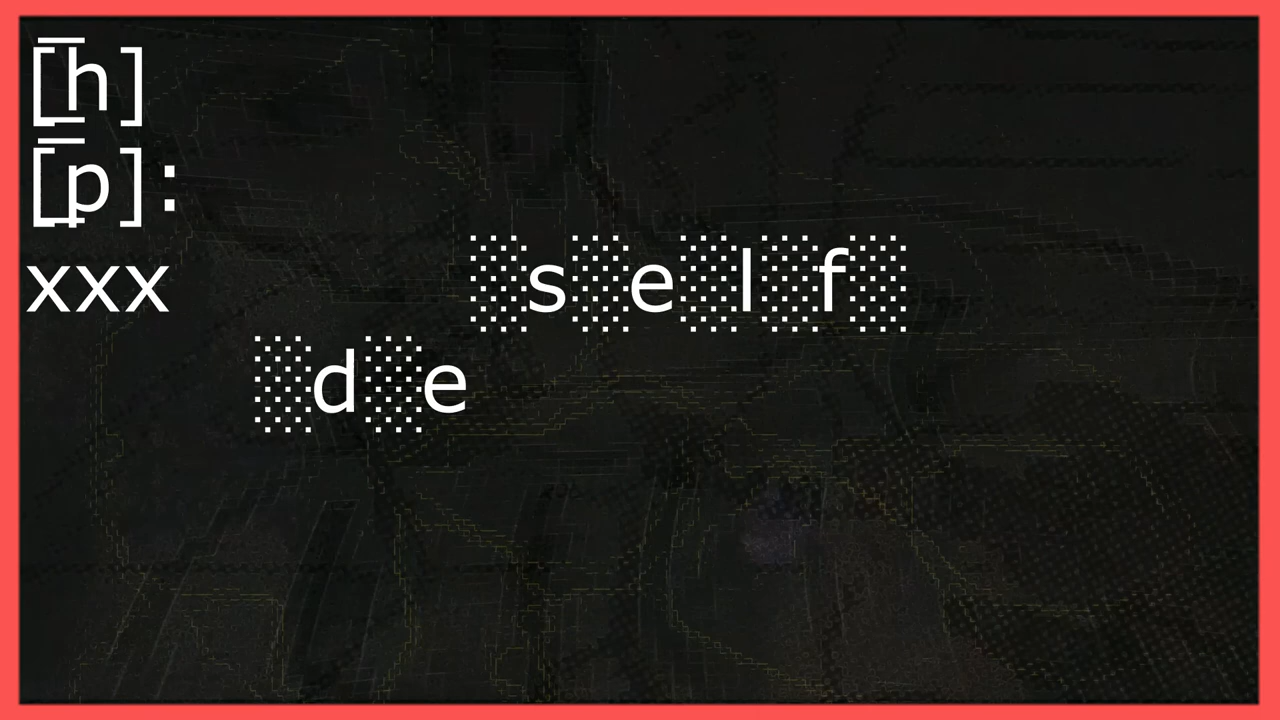 [̲̅h]
[̲̅p]:
xxx ░s░e░l░f░
░d░e